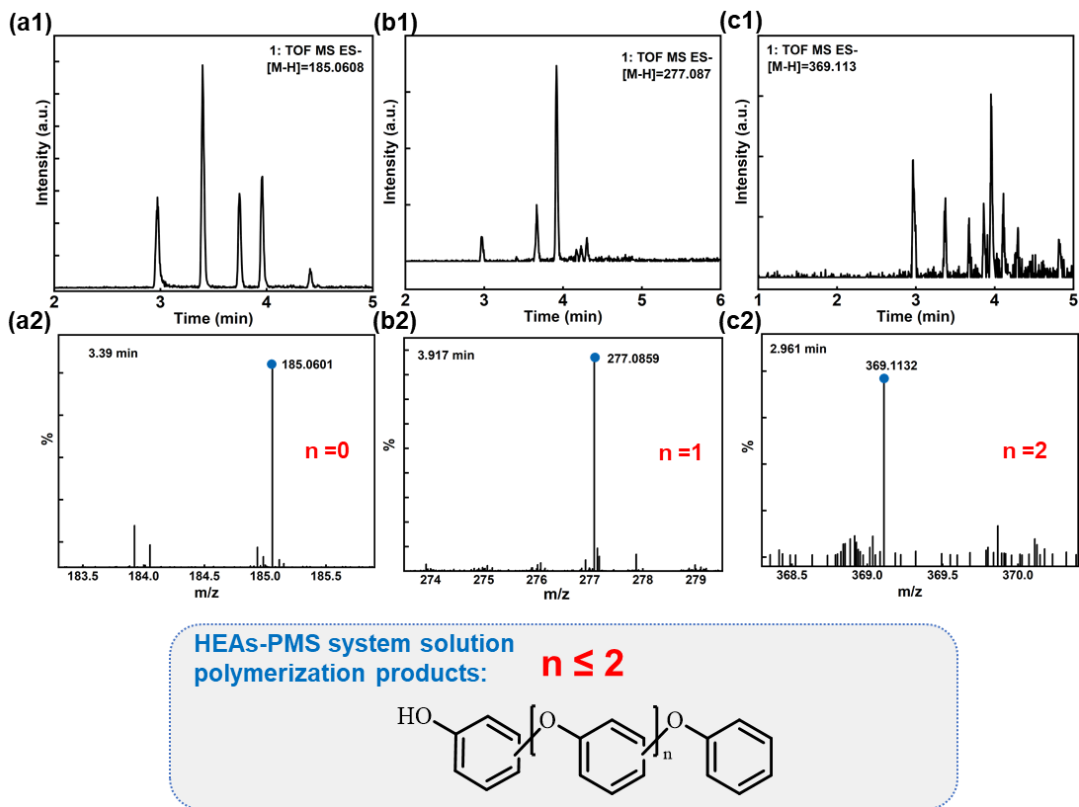 (a1)
1: TOF MS ES-
[M-H]=185.0608
Intensity (a.u.)
2 3 4 5
Time (min)
(b1)
1: TOF MS ES-
[M-H]=277.087
Intensity (a.u.)
2 3 4 5 6
Time (min)
(c1)
1: TOF MS ES-
[M-H]=369.113
Intensity (a.u.)
1 2 3 4 5
Time (min)
(a2)
3.39 min
185.0601
%
n =0
183.5 184.0 184.5 185.0 185.5
m/z
(b2)
3.917 min
277.0859
%
n =1
274 275 276 277 278 279
m/z
(c2)
2.961 min
369.1132
%
n =2
368.5 369.0 369.5 370.0
m/z
HEAs-PMS system solution
polymerization products: n ≤ 2
HO O O
n